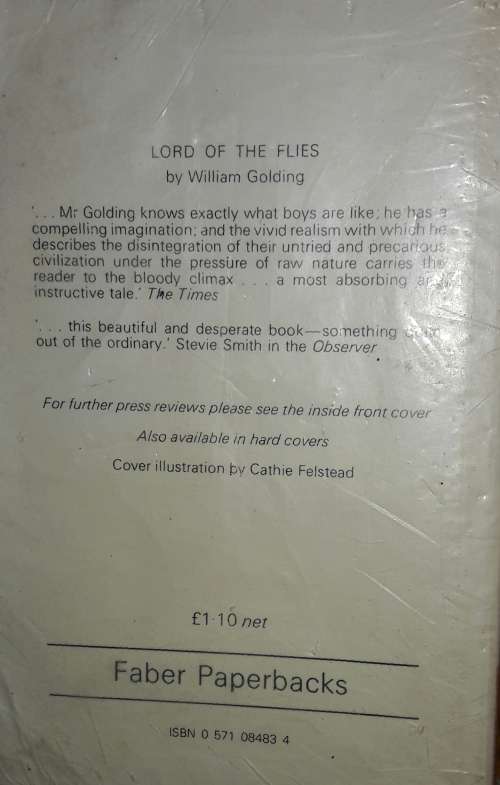 LORD OF THE FLIES
by William Golding
'. . . Mr Golding knows exactly what boys are like; he has a
compelling imagination; and the vivid realism with which he
describes the disintegration of their untried and precarious
civilization under the pressure of raw nature carries the
reader to the bloody climax . . . . a most absorbing and
instructive tale.' The Times
'. . . this beautiful and desperate book—something
out of the ordinary.' Stevie Smith in the Observer
For further press reviews please see the inside front cover
Also available in hard covers
Cover illustration by Cathie Felstead
£1·10 net
Faber Paperbacks
ISBN 0 571 08483 4